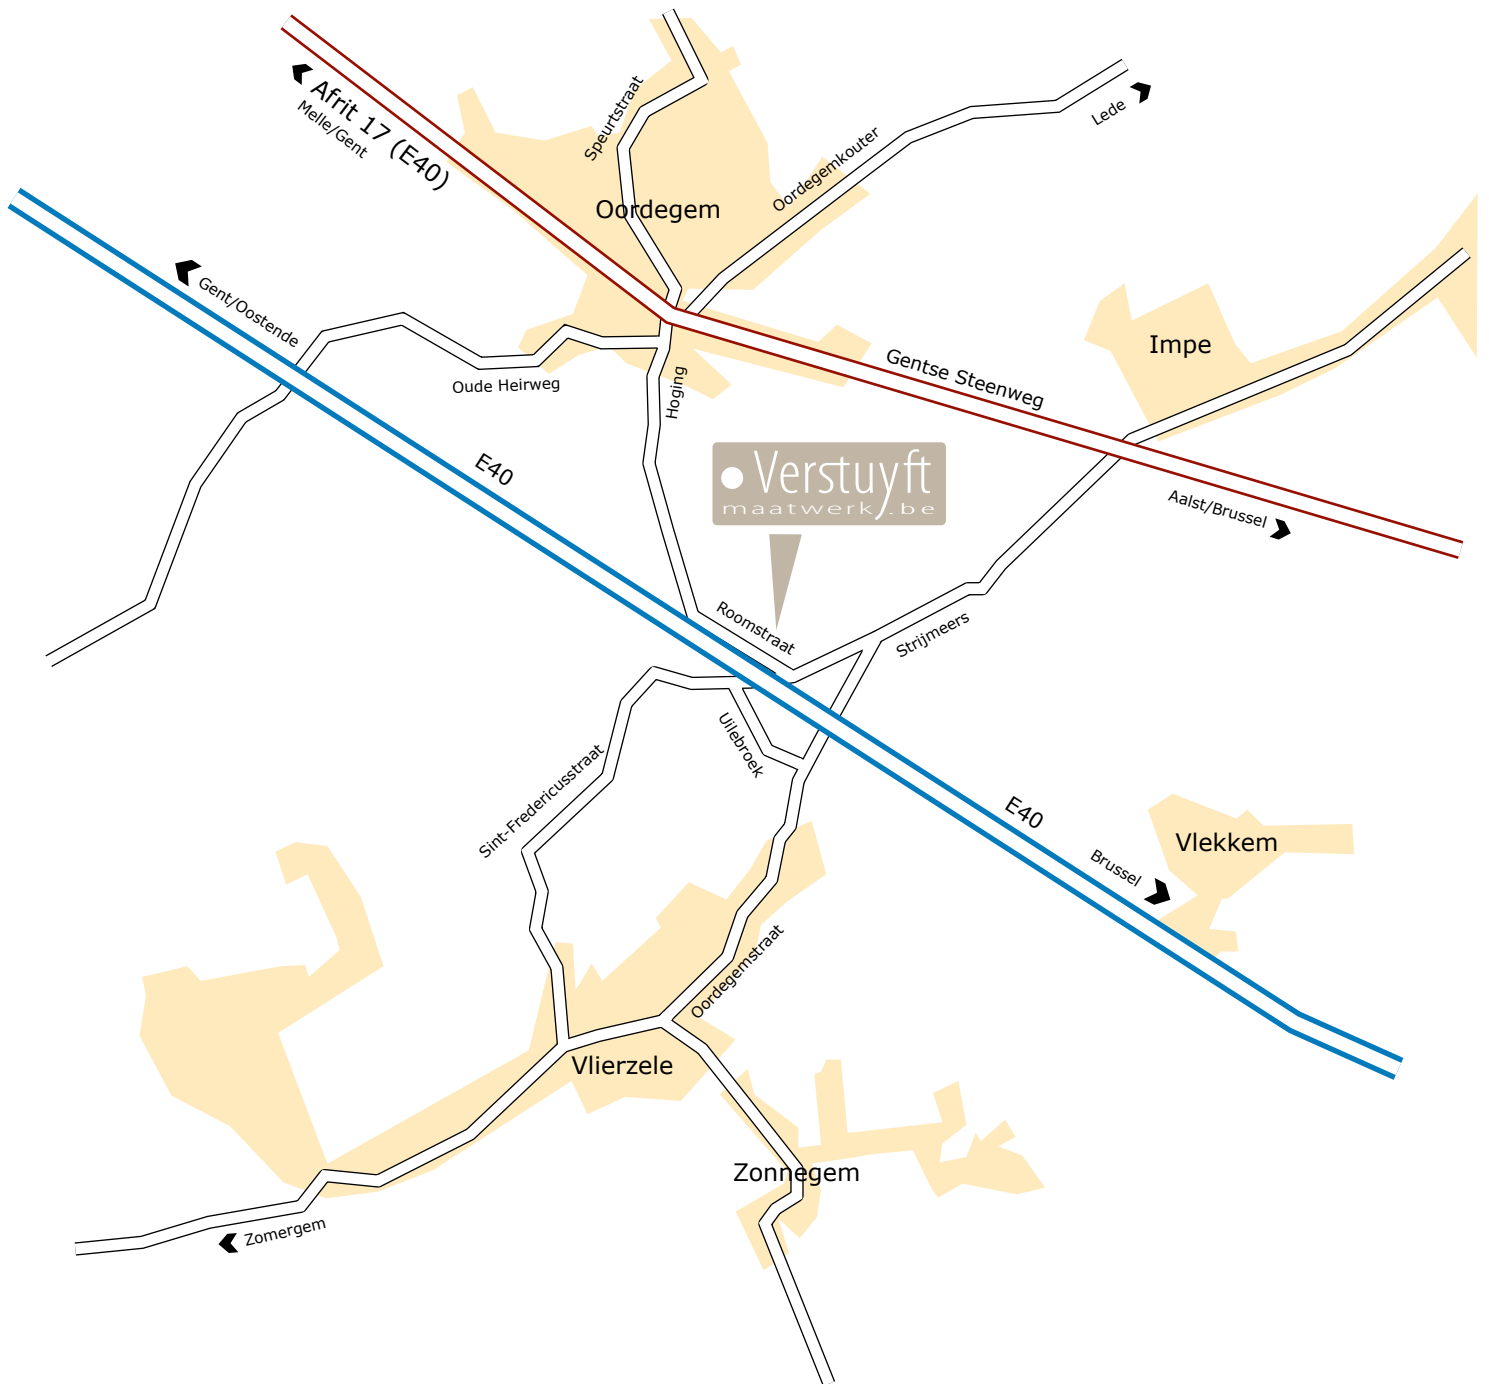 Speurtstraat
Afrit 17 (E40)
Melle/Gent
Lede
Oordegemkouter
Oordegem
Gent/Oostende
Impe
Gentse Steenweg
Oude Heirweg
Hoging
E40
Verstuyft
maatwerk.be
Aalst/Brussel
Roomstraat
Strijmeers
Uilebroek
Sint-Fredericusstraat
E40
Vlekkem
Brussel
Oordegemstraat
Vlierzele
Zonnegem
Zomergem